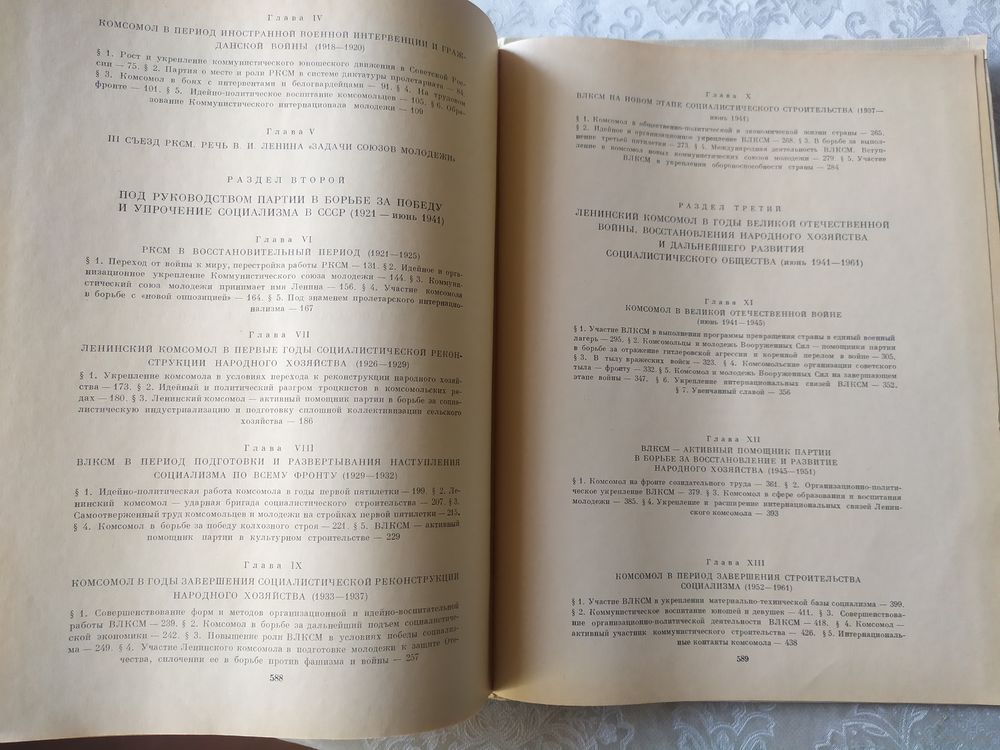 Глава IV
КОМСОМОЛ В ПЕРИОД ИНОСТРАННОЙ ВОЕННОЙ ИНТЕРВЕНЦИИ И ГРАЖ-
ДАНСКОЙ ВОЙНЫ (1918—1920)
§ 1. Рост и укрепление коммунистического юношеского движения в Советской Рос-
сии — 75. § 2. Партия о месте и роли РКСМ в системе диктатуры пролетариата — 84.
§ 3. Комсомол в боях с интервентами и белогвардейцами — 91. § 4. На трудовом
фронте — 101. § 5. Идейно-политическое воспитание комсомольцев — 105. § 6. Обра-
зование Коммунистического интернационала молодежи — 109
Глава V
III СЪЕЗД РКСМ. РЕЧЬ В. И. ЛЕНИНА «ЗАДАЧИ СОЮЗОВ МОЛОДЕЖИ»
РАЗДЕЛ ВТОРОЙ
ПОД РУКОВОДСТВОМ ПАРТИИ В БОРЬБЕ ЗА ПОБЕДУ
И УПРОЧЕНИЕ СОЦИАЛИЗМА В СССР (1921 — июнь 1941)
Глава VI
РКСМ В ВОССТАНОВИТЕЛЬНЫЙ ПЕРИОД (1921—1925)
§ 1. Переход от войны к миру, перестройка работы РКСМ — 131. § 2. Идейное и орга-
низационное укрепление Коммунистического союза молодежи — 144. § 3. Коммуни-
стический союз молодежи принимает имя Ленина — 156. § 4. Участие комсомола
в борьбе с «новой оппозицией» — 164. § 5. Под знаменем пролетарского интернацио-
нализма — 167
Глава VII
ЛЕНИНСКИЙ КОМСОМОЛ В ПЕРВЫЕ ГОДЫ СОЦИАЛИСТИЧЕСКОЙ РЕКОН-
СТРУКЦИИ НАРОДНОГО ХОЗЯЙСТВА (1926—1929)
§ 1. Укрепление комсомола в условиях перехода к реконструкции народного хозяй-
ства — 173. § 2. Идейный и политический разгром троцкистов в комсомольских ря-
дах — 180. § 3. Ленинский комсомол — активный помощник партии в борьбе за социа-
листическую индустриализацию и подготовку сплошной коллективизации сельского
хозяйства — 186
Глава VIII
ВЛКСМ В ПЕРИОД ПОДГОТОВКИ И РАЗВЕРТЫВАНИЯ НАСТУПЛЕНИЯ
СОЦИАЛИЗМА ПО ВСЕМУ ФРОНТУ (1929—1932)
§ 1. Идейно-политическая работа комсомола в годы первой пятилетки — 199. § 2. Ле-
нинский комсомол — ударная бригада социалистического строительства — 207. § 3.
Самоотверженный труд комсомольцев и молодежи на стройках первой пятилетки — 215.
§ 4. Комсомол в борьбе за победу колхозного строя — 221. § 5. ВЛКСМ — активный
помощник партии в культурном строительстве — 229
Глава IX
КОМСОМОЛ В ГОДЫ ЗАВЕРШЕНИЯ СОЦИАЛИСТИЧЕСКОЙ РЕКОНСТРУКЦИИ
НАРОДНОГО ХОЗЯЙСТВА (1933—1937)
§ 1. Совершенствование форм и методов организационной и идейно-воспитательной
работы ВЛКСМ — 239. § 2. Комсомол в борьбе за дальнейший подъем социалистиче-
ской экономики — 242. § 3. Повышение роли ВЛКСМ в условиях победы социализ-
ма — 249. § 4. Участие Ленинского комсомола в подготовке молодежи к защите Оте-
чества, сплочении ее в борьбе против фашизма и войны — 257
588
Глава X
ВЛКСМ НА НОВОМ ЭТАПЕ СОЦИАЛИСТИЧЕСКОГО СТРОИТЕЛЬСТВА (1937—
июнь 1941)
§ 1. Комсомол в общественно-политической и экономической жизни страны — 265.
§ 2. Идейное и организационное укрепление ВЛКСМ — 268. § 3. В борьбе за выпол-
нение третьей пятилетки — 273. § 4. Международная деятельность ВЛКСМ. Вступ-
ление в комсомол новых коммунистических союзов молодежи — 279. § 5. Участие
ВЛКСМ в укреплении обороноспособности страны — 284
РАЗДЕЛ ТРЕТИЙ
ЛЕНИНСКИЙ КОМСОМОЛ В ГОДЫ ВЕЛИКОЙ ОТЕЧЕСТВЕННОЙ
ВОЙНЫ, ВОССТАНОВЛЕНИЯ НАРОДНОГО ХОЗЯЙСТВА
И ДАЛЬНЕЙШЕГО РАЗВИТИЯ
СОЦИАЛИСТИЧЕСКОГО ОБЩЕСТВА (июнь 1941—1961)
Глава XI
КОМСОМОЛ В ВЕЛИКОЙ ОТЕЧЕСТВЕННОЙ ВОЙНЕ
(июнь 1941—1945)
§ 1. Участие ВЛКСМ в выполнении программы превращения страны в единый военный
лагерь — 295. § 2. Комсомольцы и молодежь Вооруженных Сил — помощники партии
в борьбе за отражение гитлеровской агрессии и коренной перелом в войне — 305.
§ 3. В тылу вражеских войск — 323. § 4. Комсомольские организации советского
тыла — фронту — 332 § 5. Комсомол и молодежь Вооруженных Сил на завершающем
этапе войны — 347. § 6. Укрепление интернациональных связей ВЛКСМ — 352.
§ 7. Увенчанный славой — 356
Глава XII
ВЛКСМ — АКТИВНЫЙ ПОМОЩНИК ПАРТИИ
В БОРЬБЕ ЗА ВОССТАНОВЛЕНИЕ И РАЗВИТИЕ
НАРОДНОГО ХОЗЯЙСТВА (1945—1951)
§ 1. Комсомол на фронте созидательного труда — 361. § 2. Организационно-полити-
ческое укрепление ВЛКСМ — 379. § 3. Комсомол в сфере образования и воспитания
молодежи — 385. § 4. Укрепление и расширение интернациональных связей Ленин-
ского комсомола — 393
Глава XIII
КОМСОМОЛ В ПЕРИОД ЗАВЕРШЕНИЯ СТРОИТЕЛЬСТВА
СОЦИАЛИЗМА (1952—1961)
§ 1. Участие ВЛКСМ в укреплении материально-технической базы социализма — 399.
§ 2. Коммунистическое воспитание юношей и девушек — 411. § 3. Совершенствова-
ние организационно-политической деятельности ВЛКСМ — 418. § 4. Комсомол —
активный участник коммунистического строительства — 426. § 5. Интернациональ-
ные контакты комсомола — 438
589